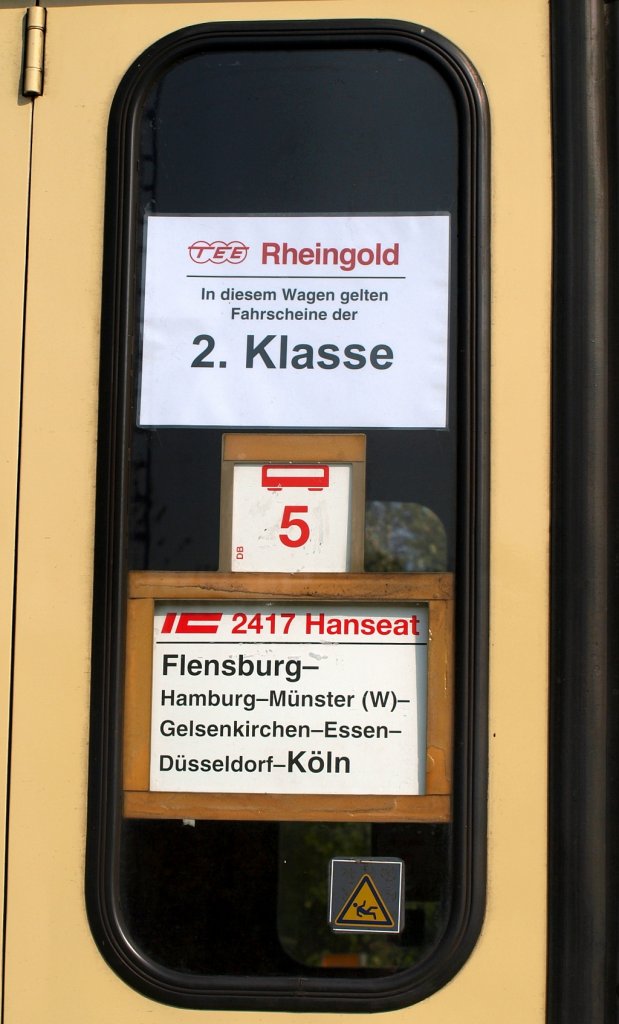 TEE Rheingold
In diesem Wagen gelten
Fahrscheine der
2. Klasse
5
DB
IC 2417 Hanseat
Flensburg–
Hamburg–Münster (W)–
Gelsenkirchen–Essen–
Düsseldorf–Köln